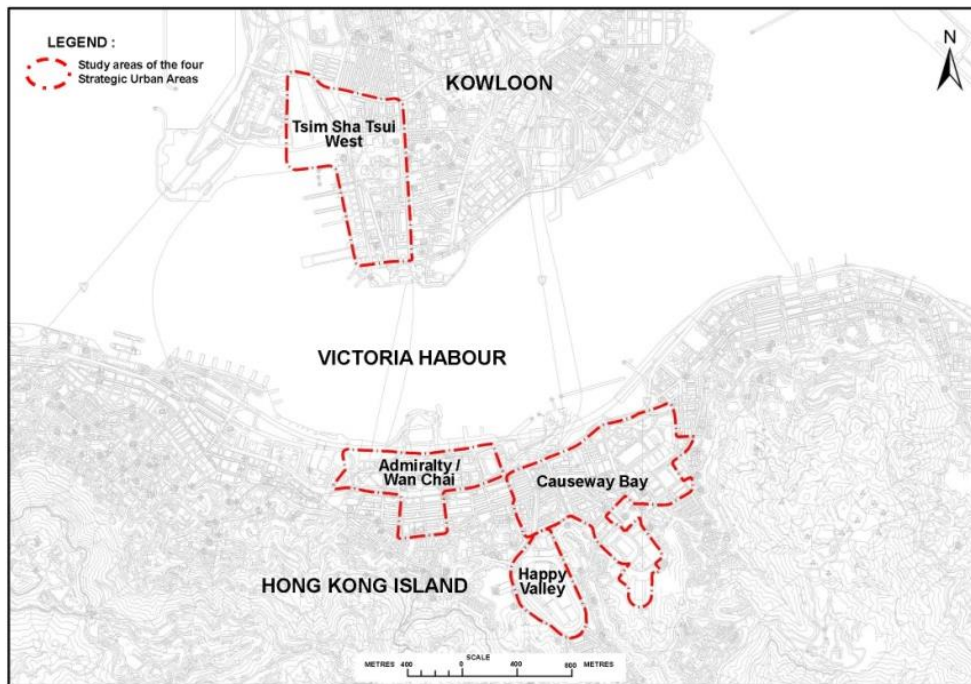 LEGEND :
Study areas of the four
Strategic Urban Areas
N
KOWLOON
Tsim Sha Tsui
West
VICTORIA HABOUR
Admiralty /
Wan Chai
Causeway Bay
Happy
Valley
HONG KONG ISLAND
SCALE
METRES 400 0 400 800 METRES